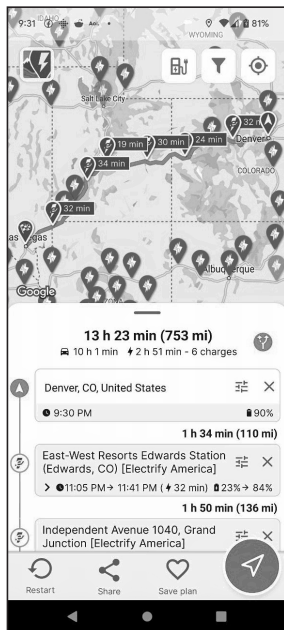 9:31
81%
IDAHO
WYOMING
Salt Lake City
32 m
19 min
30 min
24 min
Denver
34 min
COLORADO
32 min
as Vegas
Albuquerque
Google
13 h 23 min (753 mi)
10 h 1 min 2 h 51 min - 6 charges
Denver, CO, United States
9:30 PM 90%
1 h 34 min (110 mi)
East-West Resorts Edwards Station
(Edwards, CO) [Electrify America]
> 11:05 PM → 11:41 PM ( 32 min) 23% → 84%
1 h 50 min (136 mi)
Independent Avenue 1040, Grand
Junction [Electrify America]
Restart
Share
Save plan